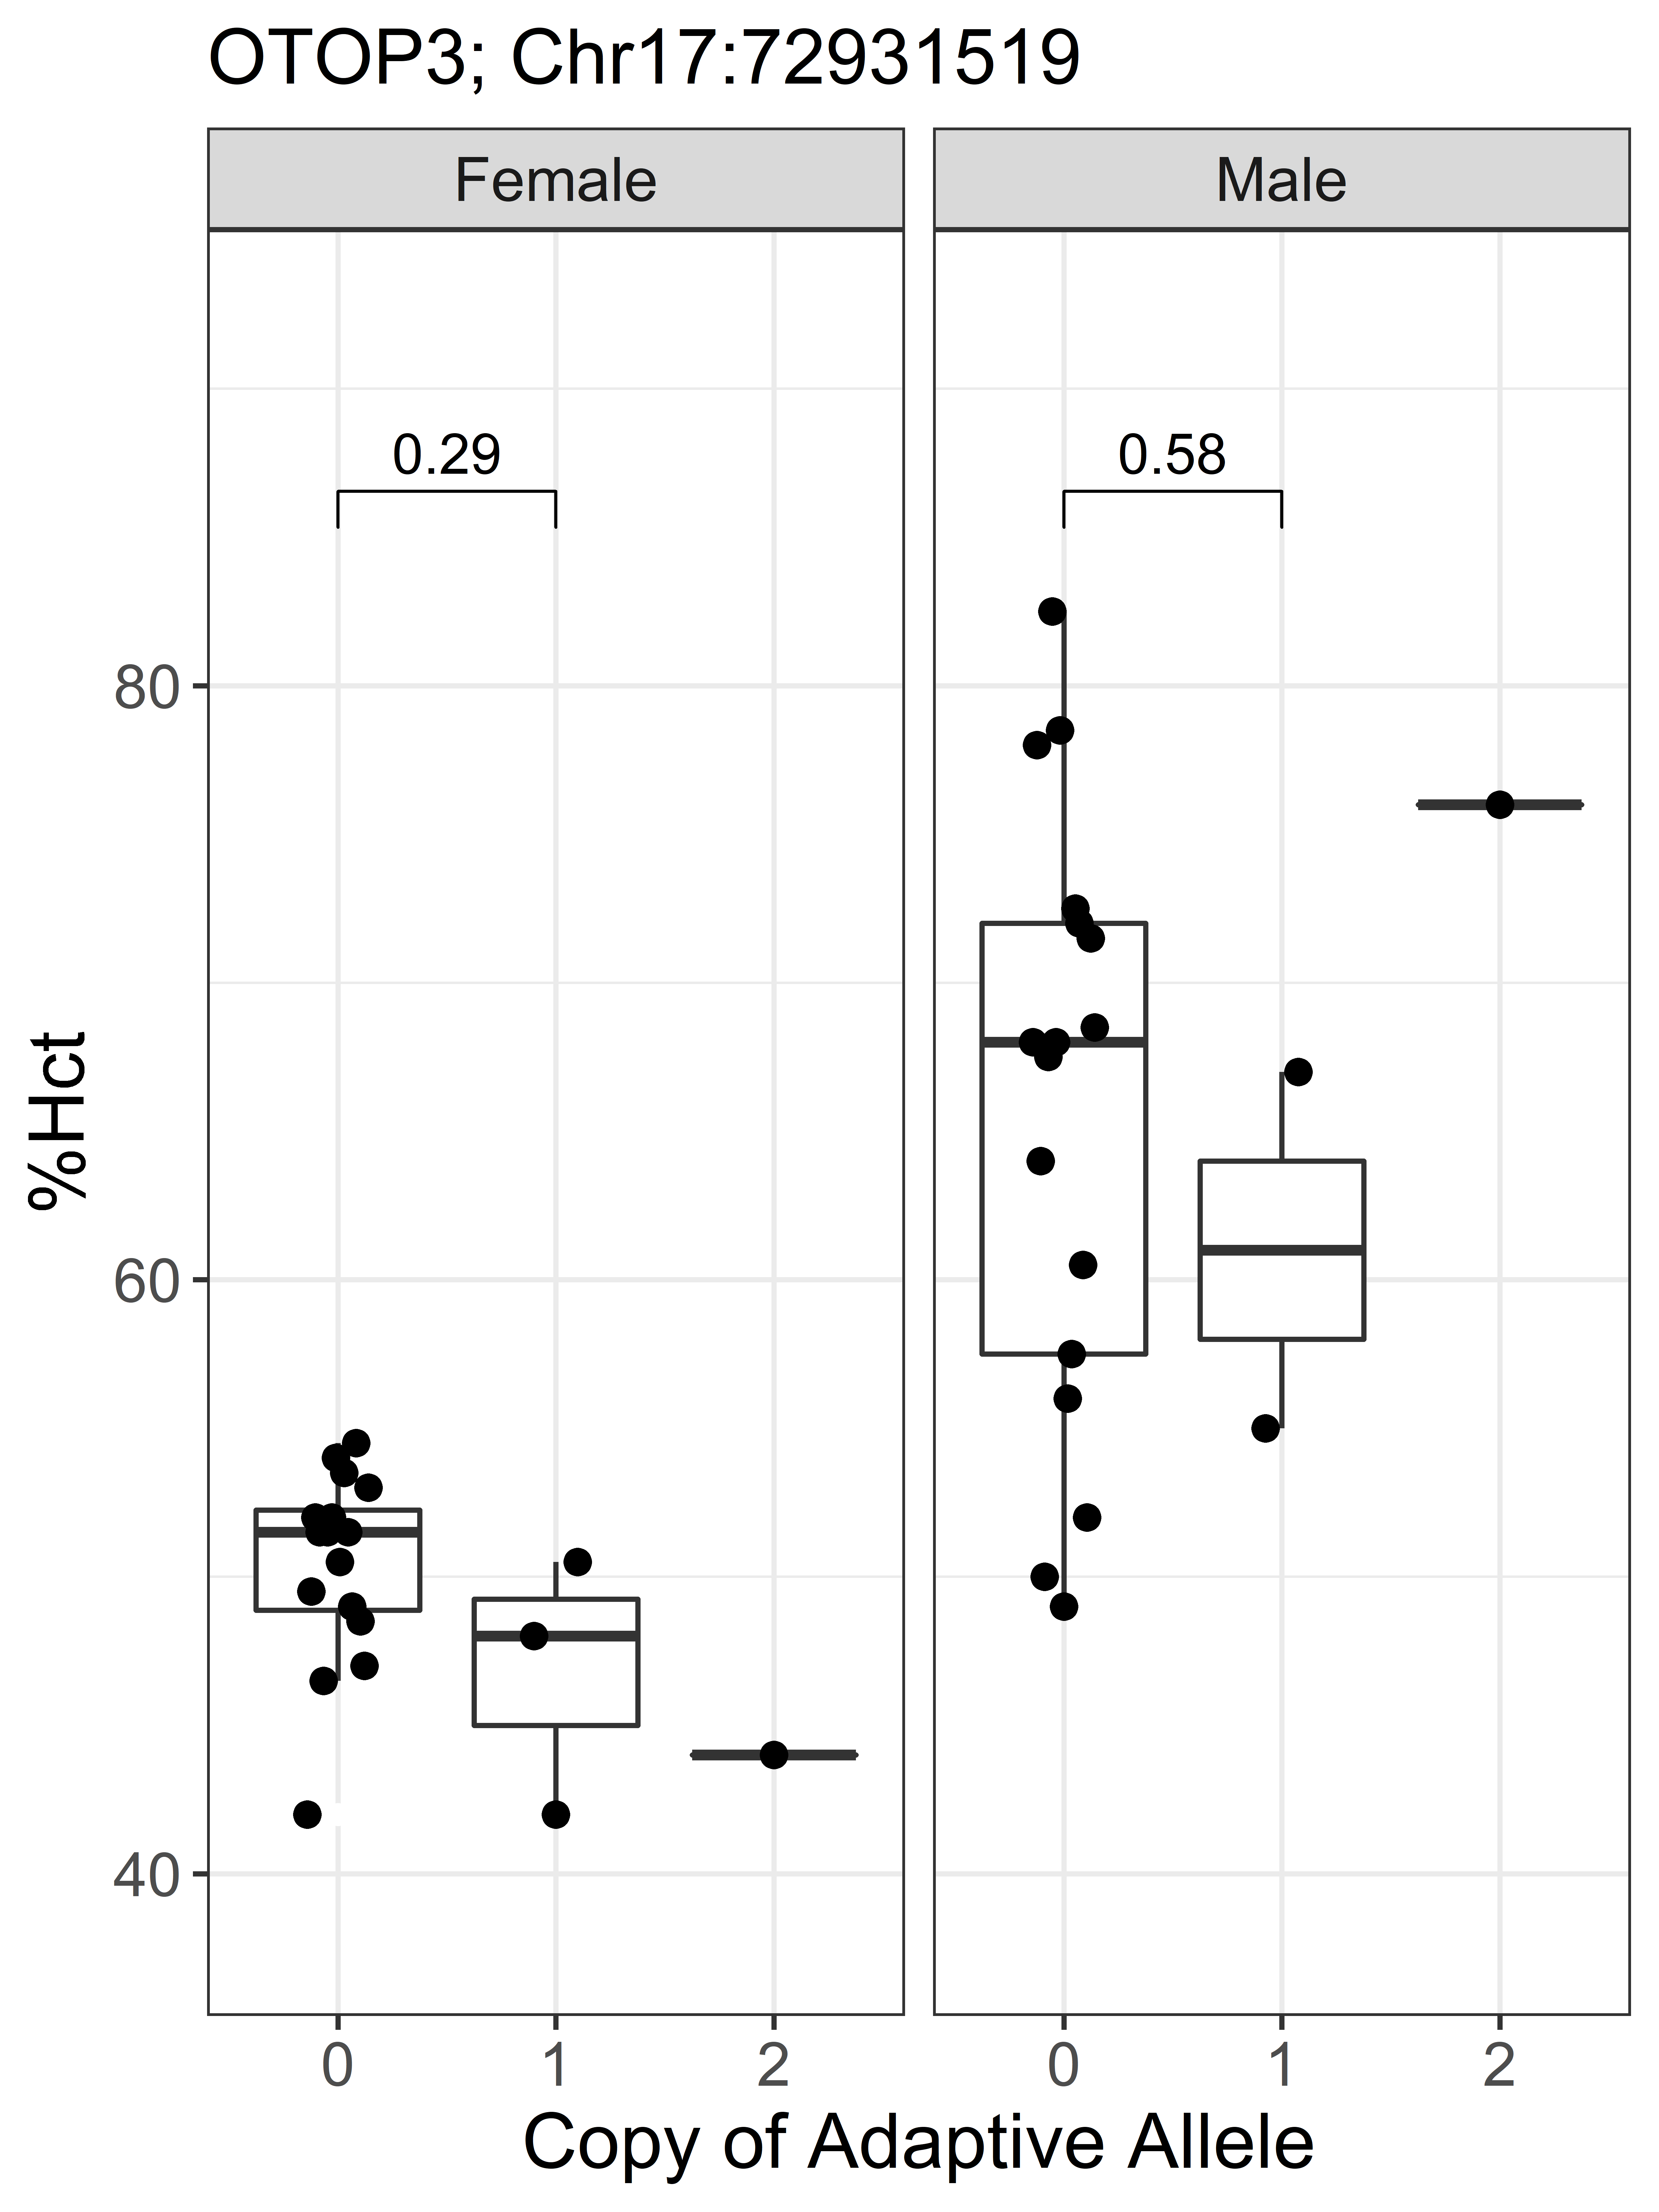 OTOP3; Chr17:72931519
Female Male
0.29 0.58
80
60
40
%Hct
0 1 2 0 1 2
Copy of Adaptive Allele